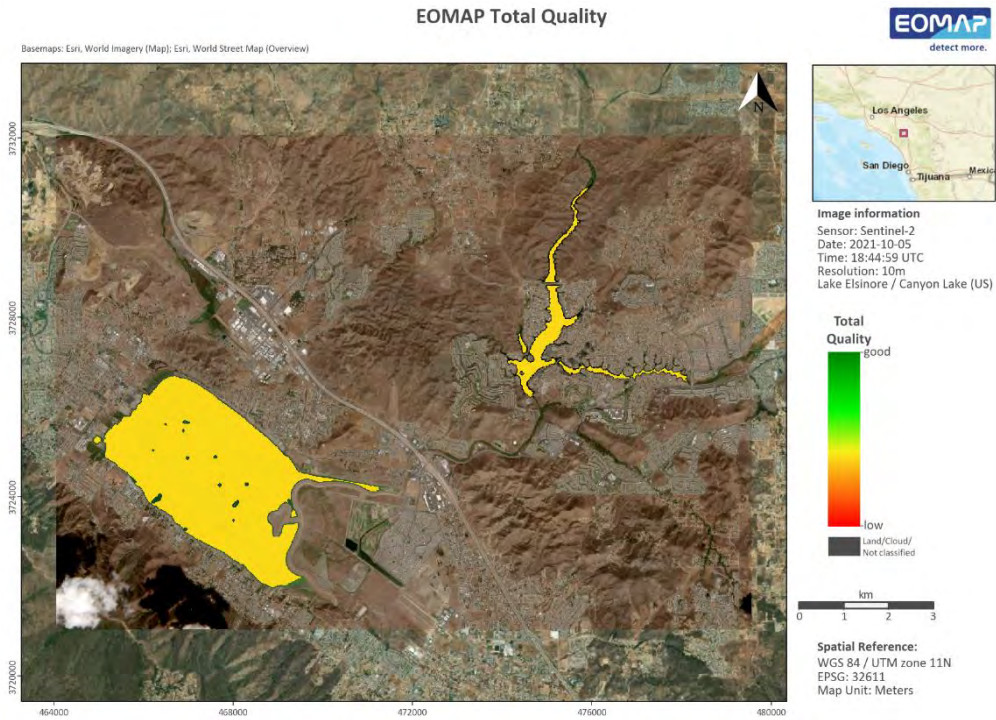 EOMAP Total Quality
EOMAP
detect more.
Basemaps: Esri, World Imagery (Map); Esri, World Street Map (Overview)
N
3732000
3728000
3724000
3720000
464000
468000
472000
476000
480000
Los Angeles
San Diego
Tijuana
Mexic
Image information
Sensor: Sentinel-2
Date: 2021-10-05
Time: 18:44:59 UTC
Resolution: 10m
Lake Elsinore / Canyon Lake (US)
Total
Quality
good
low
Land/Cloud/
Not classified
km
0 1 2 3
Spatial Reference:
WGS 84 / UTM zone 11N
EPSG: 32611
Map Unit: Meters